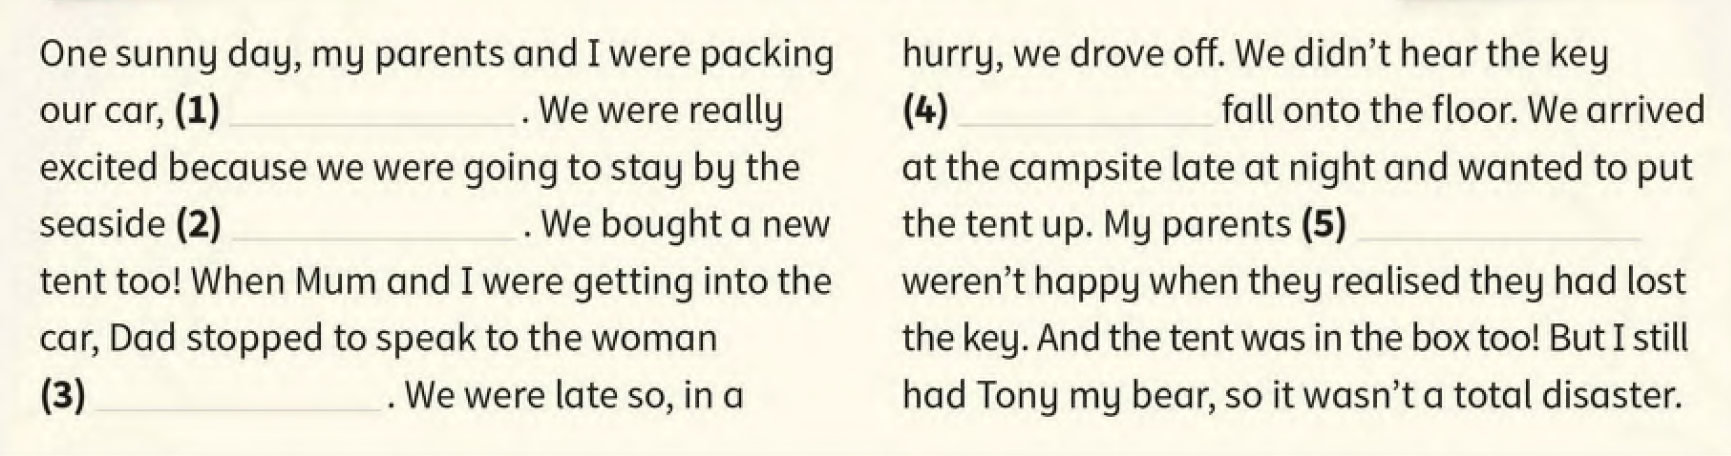 One sunny day, my parents and I were packing
our car, (1) ____________ . We were really
excited because we were going to stay by the
seaside (2) ____________ . We bought a new
tent too! When Mum and I were getting into the
car, Dad stopped to speak to the woman
(3) ____________ . We were late so, in a
hurry, we drove off. We didn't hear the key
(4) ____________ fall onto the floor. We arrived
at the campsite late at night and wanted to put
the tent up. My parents (5) ____________
weren't happy when they realised they had lost
the key. And the tent was in the box too! But I still
had Tony my bear, so it wasn't a total disaster.